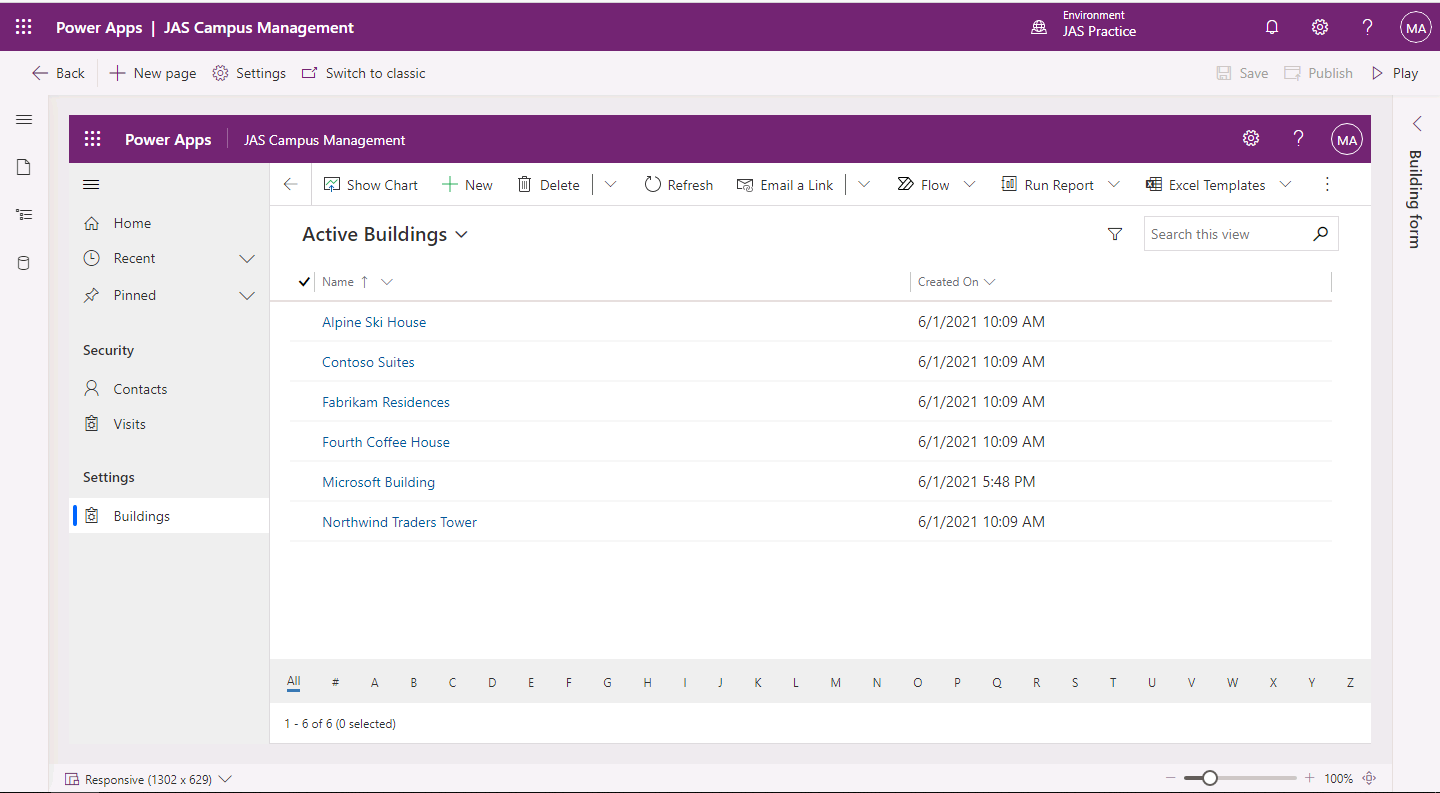 Power Apps | JAS Campus Management
Environment
JAS Practice
MA
Back
New page
Settings
Switch to classic
Save
Publish
Play
Power Apps
JAS Campus Management
MA
Show Chart
New
Delete
Refresh
Email a Link
Flow
Run Report
Excel Templates
Home
Recent
Pinned
Security
Contacts
Visits
Settings
Buildings
Active Buildings
Search this view
Name ↑
Created On
Alpine Ski House 6/1/2021 10:09 AM
Contoso Suites 6/1/2021 10:09 AM
Fabrikam Residences 6/1/2021 10:09 AM
Fourth Coffee House 6/1/2021 10:09 AM
Microsoft Building 6/1/2021 5:48 PM
Northwind Traders Tower 6/1/2021 10:09 AM
All # A B C D E F G H I J K L M N O P Q R S T U V W X Y Z
1 - 6 of 6 (0 selected)
Building form
Responsive (1302 x 629)
100%